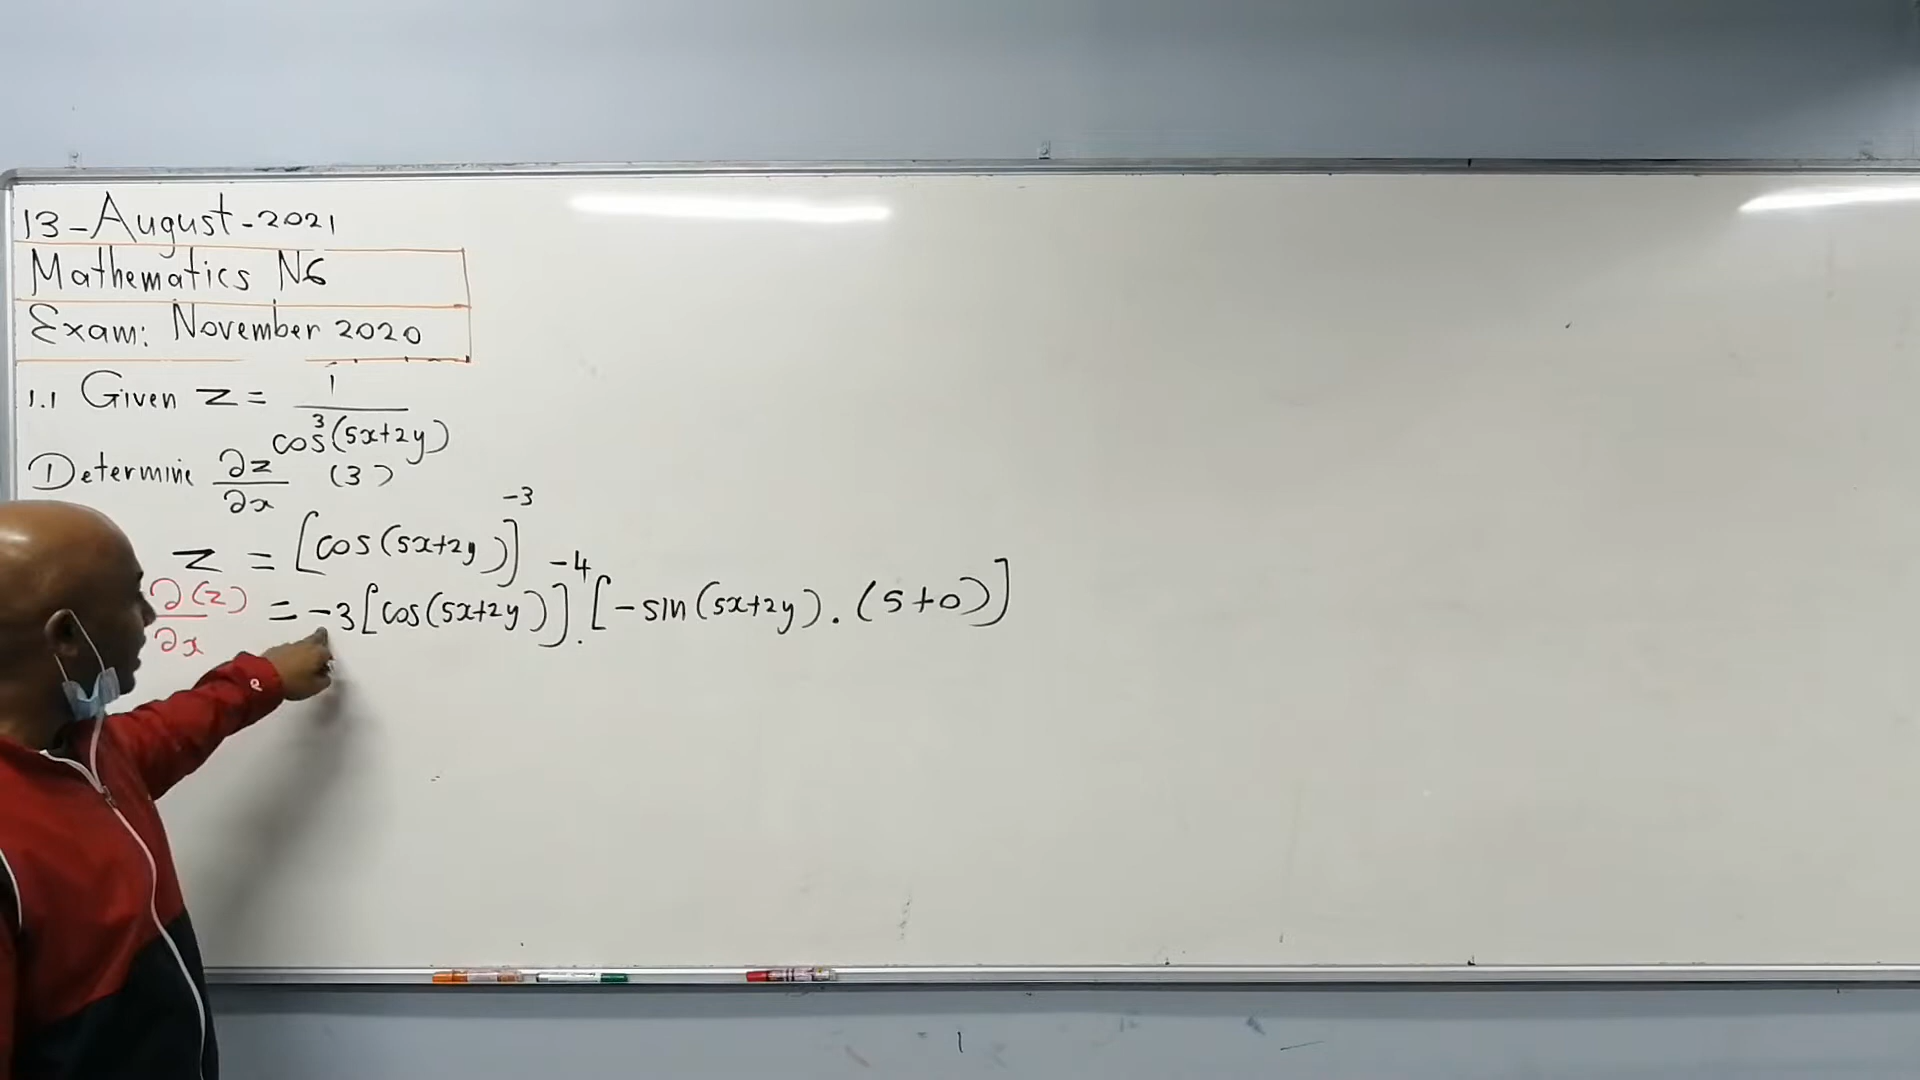 13-August-2021
Mathematics N6
Exam: November 2020
1.1 Given z = 1/cos³(5x+2y)
Determine ∂z/∂x (3)
z = [cos(5x+2y)]⁻³
∂(z)/∂x = -3[cos(5x+2y)]⁻⁴.[-sin(5x+2y).(5+0)]